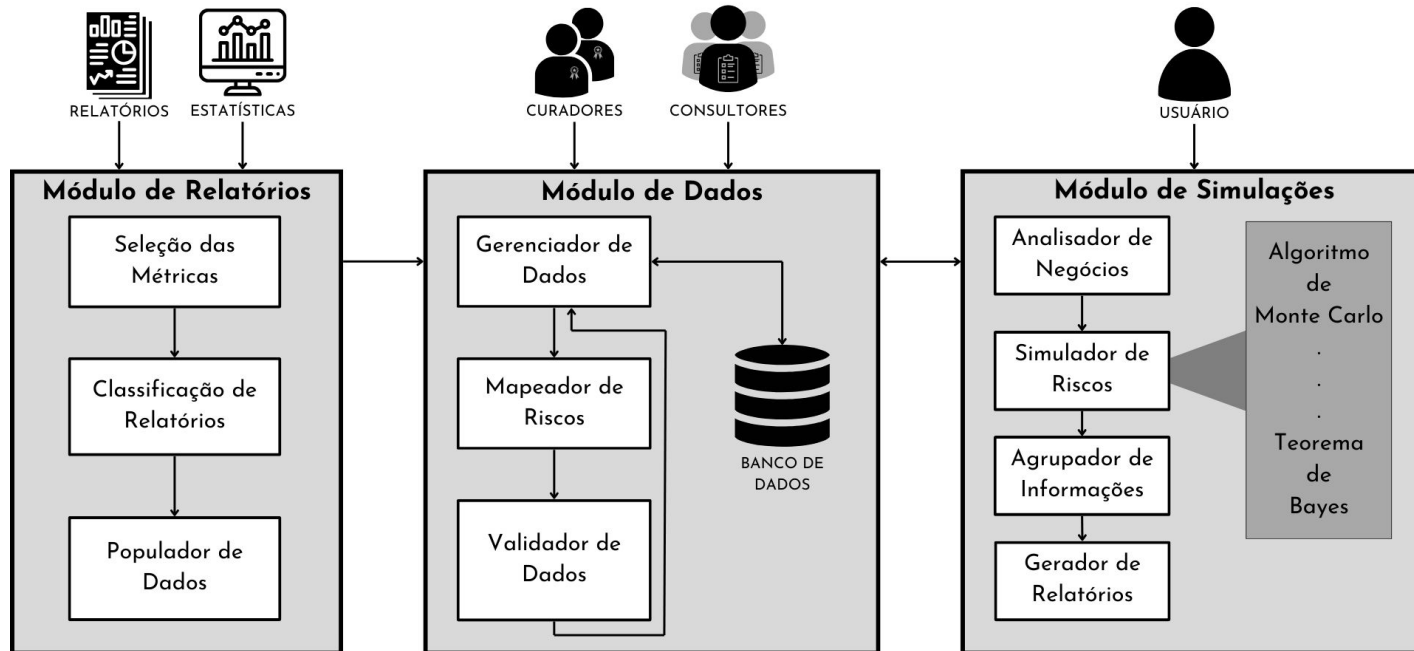 RELATÓRIOS
ESTATÍSTICAS
CURADORES
CONSULTORES
USUÁRIO
Módulo de Relatórios
Seleção das
Métricas
Classificação de
Relatórios
Populador de
Dados
Módulo de Dados
Gerenciador de
Dados
Mapeador de
Riscos
Validador de
Dados
BANCO DE
DADOS
Módulo de Simulações
Analisador de
Negócios
Simulador de
Riscos
Agrupador de
Informações
Gerador de
Relatórios
Algoritmo
de
Monte Carlo
.
.
.
Teorema
de
Bayes